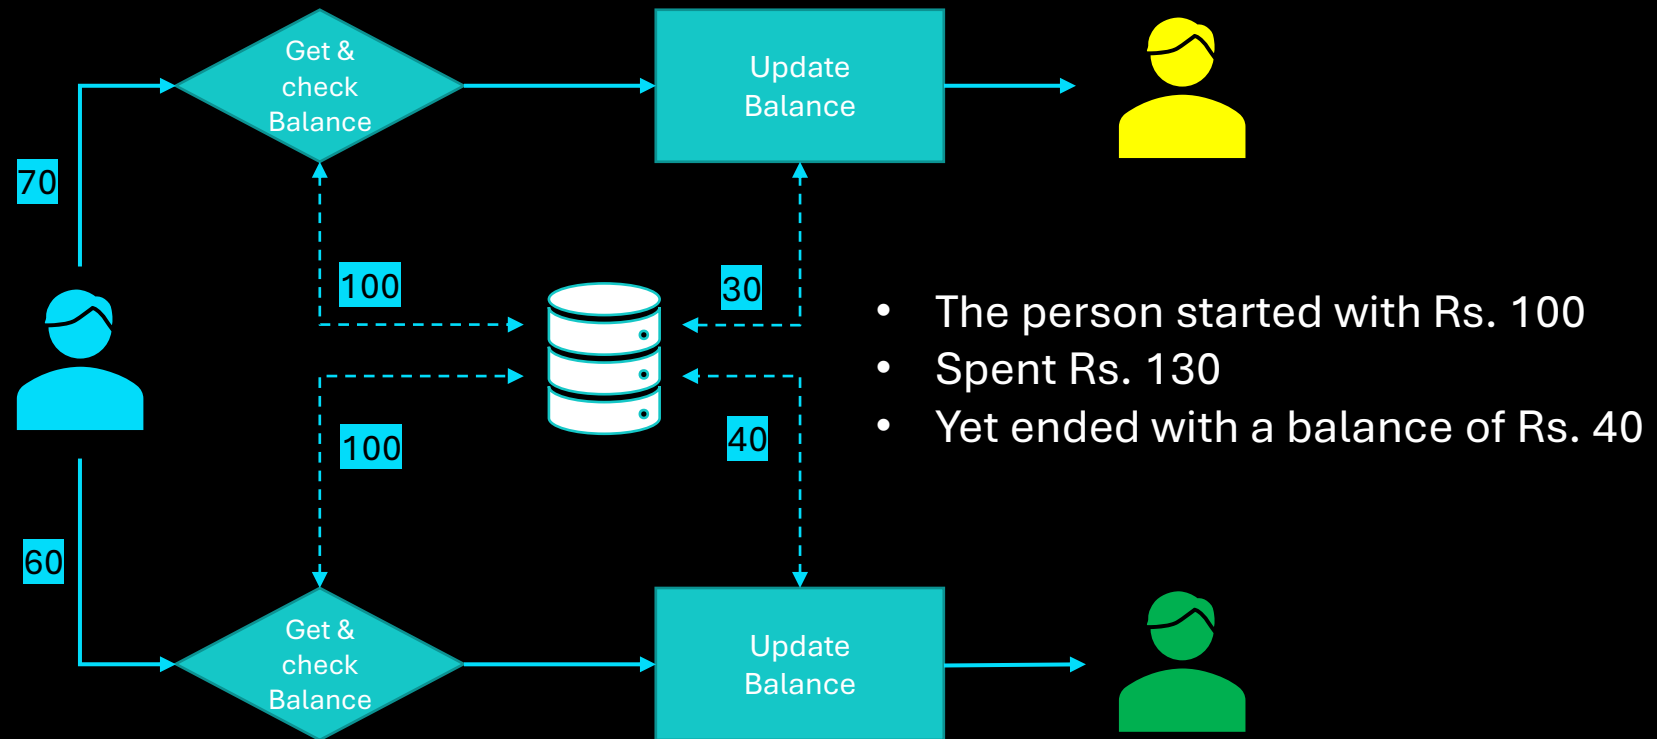 Get &
check
Balance
Update
Balance
70
100
30
• The person started with Rs. 100
• Spent Rs. 130
• Yet ended with a balance of Rs. 40
100
40
60
Get &
check
Balance
Update
Balance